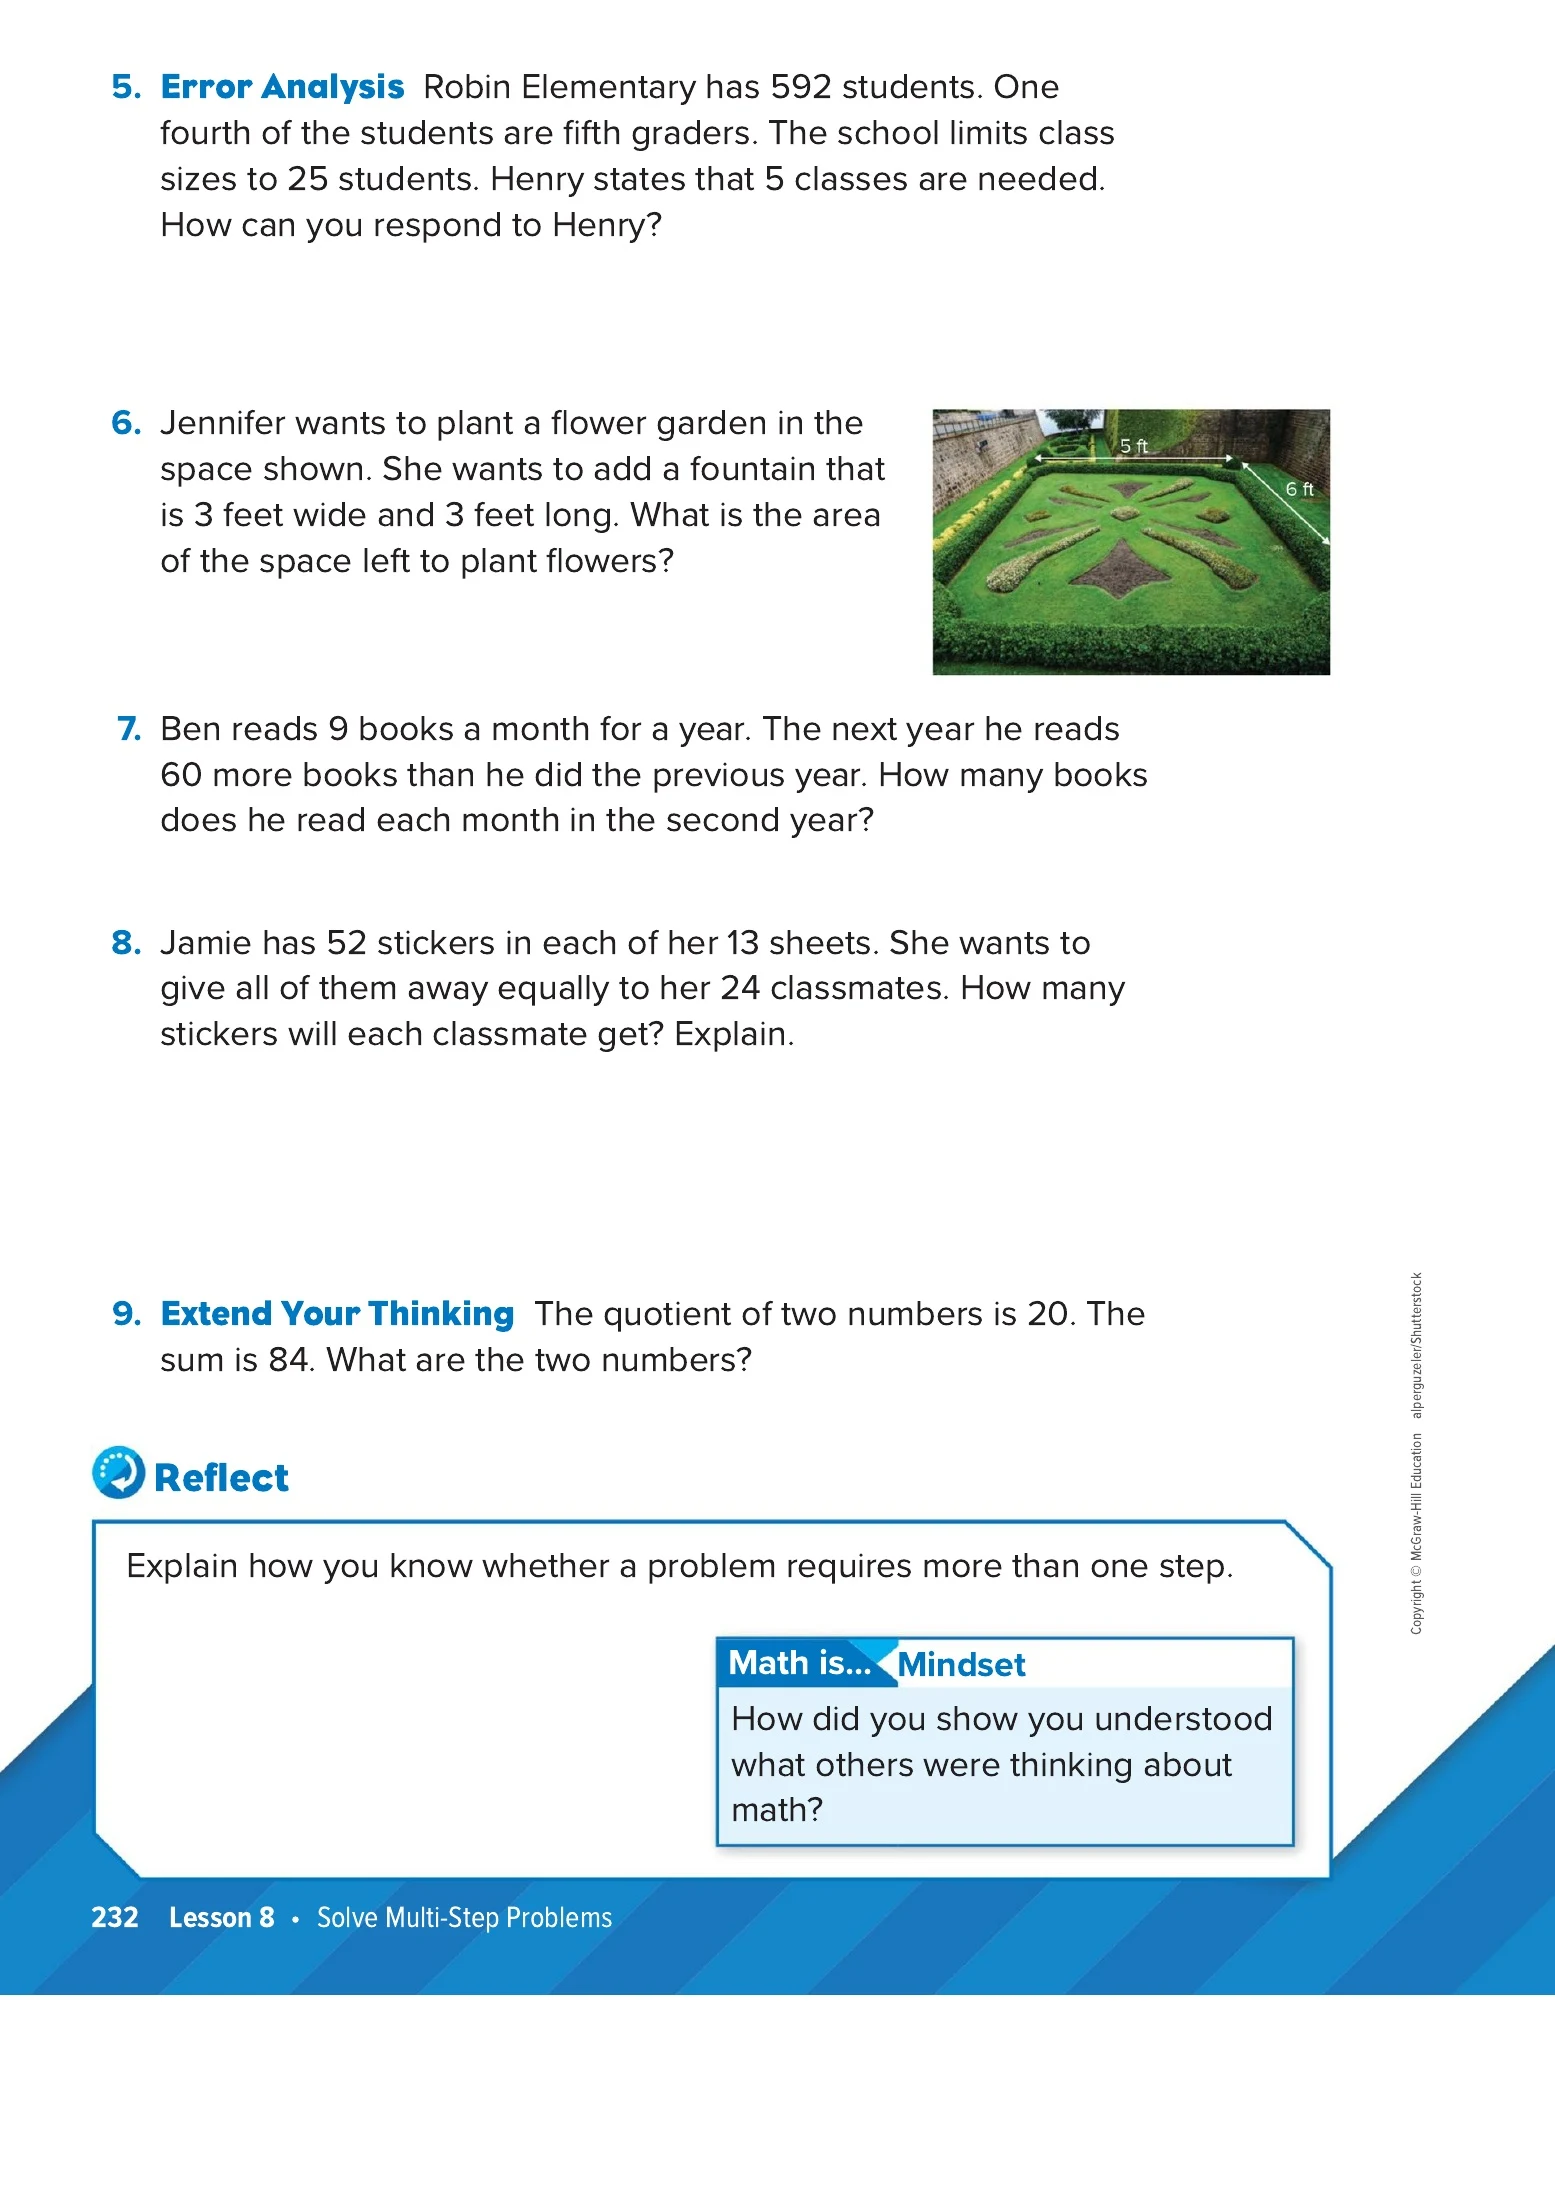 5. Error Analysis Robin Elementary has 592 students. One
fourth of the students are fifth graders. The school limits class
sizes to 25 students. Henry states that 5 classes are needed.
How can you respond to Henry?
6. Jennifer wants to plant a flower garden in the
space shown. She wants to add a fountain that
is 3 feet wide and 3 feet long. What is the area
of the space left to plant flowers?
5 ft
6 ft
7. Ben reads 9 books a month for a year. The next year he reads
60 more books than he did the previous year. How many books
does he read each month in the second year?
8. Jamie has 52 stickers in each of her 13 sheets. She wants to
give all of them away equally to her 24 classmates. How many
stickers will each classmate get? Explain.
9. Extend Your Thinking The quotient of two numbers is 20. The
sum is 84. What are the two numbers?
Reflect
Explain how you know whether a problem requires more than one step.
Math is... Mindset
How did you show you understood
what others were thinking about
math?
232 Lesson 8 • Solve Multi-Step Problems
Copyright © McGraw-Hill Education alperguzeler/Shutterstock